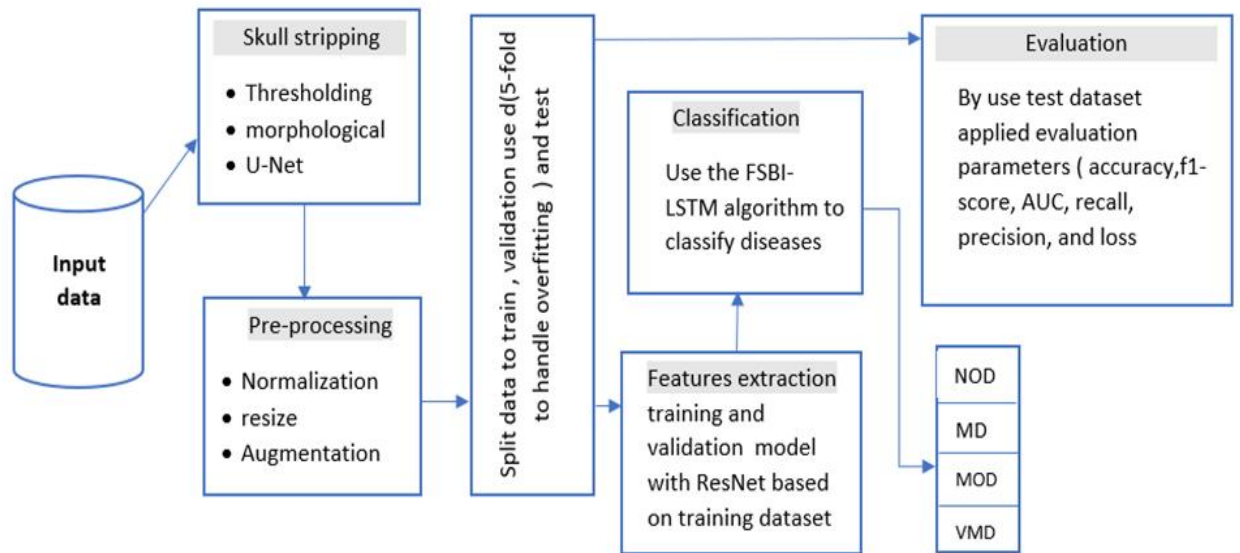 Input
data
Skull stripping
• Thresholding
• morphological
• U-Net
Pre-processing
• Normalization
• resize
• Augmentation
Split data to train , validation use d(5-fold
to handle overfitting ) and test
Features extraction
training and
validation model
with ResNet based
on training dataset
Classification
Use the FSBI-
LSTM algorithm to
classify diseases
Evaluation
By use test dataset
applied evaluation
parameters ( accuracy,f1-
score, AUC, recall,
precision, and loss
NOD
MD
MOD
VMD